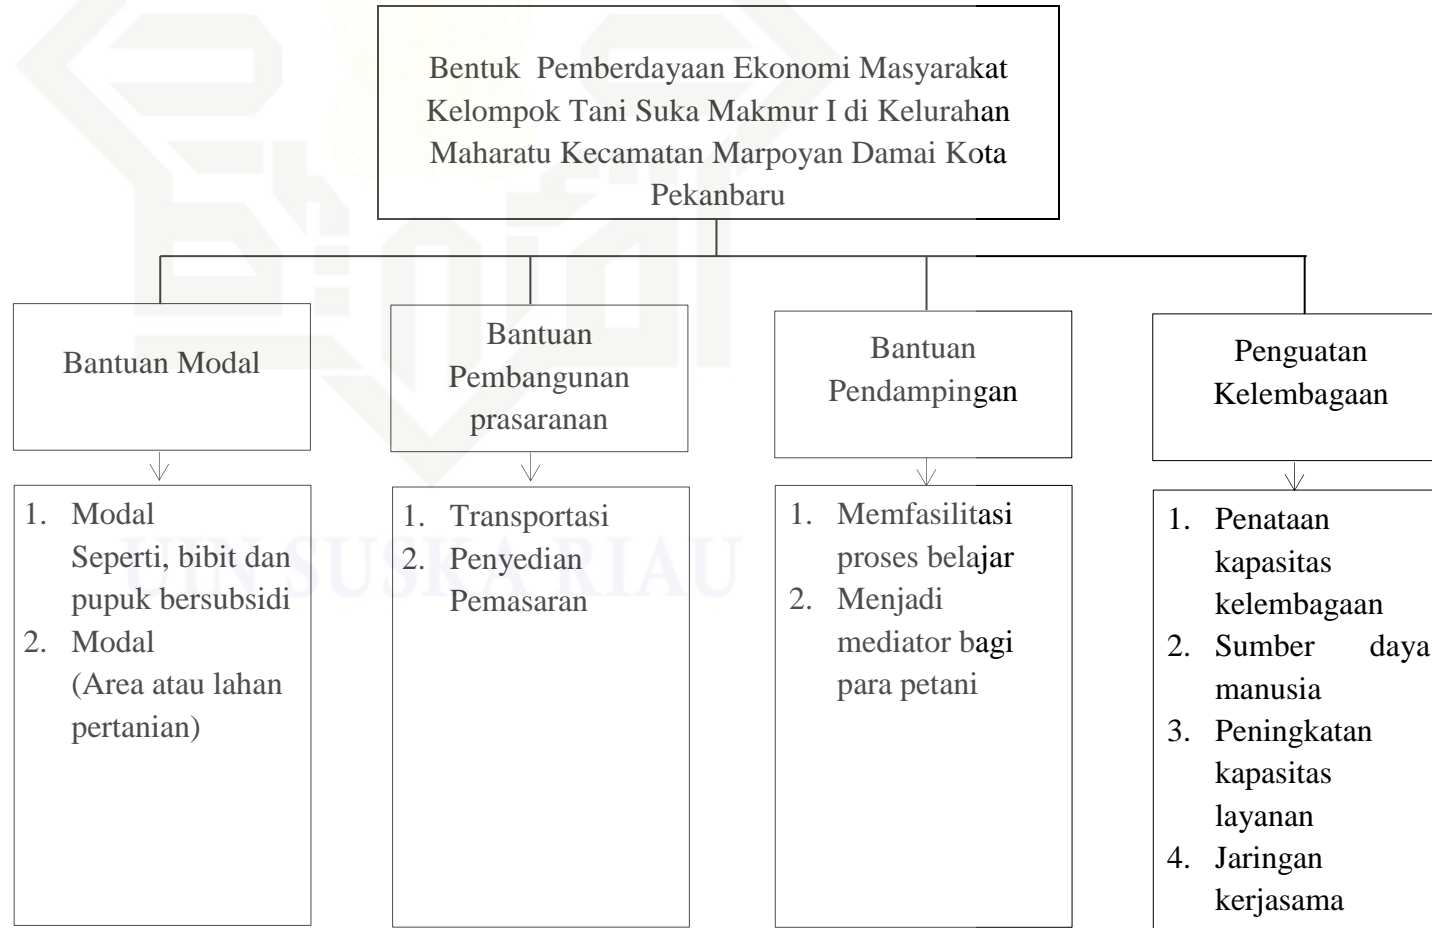 Bentuk Pemberdayaan Ekonomi Masyarakat
Kelompok Tani Suka Makmur I di Kelurahan
Maharatu Kecamatan Marpoyan Damai Kota
Pekanbaru
Bantuan Modal
Bantuan
Pembangunan
prasaranan
Bantuan
Pendampingan
Penguatan
Kelembagaan
1. Modal
Seperti, bibit dan
pupuk bersubsidi
2. Modal
(Area atau lahan
pertanian)
1. Transportasi
2. Penyedian
Pemasaran
1. Memfasilitasi
proses belajar
2. Menjadi
mediator bagi
para petani
1. Penataan
kapasitas
kelembagaan
2. Sumber daya
manusia
3. Peningkatan
kapasitas
layanan
4. Jaringan
kerjasama
UIN SUSKA RIAU